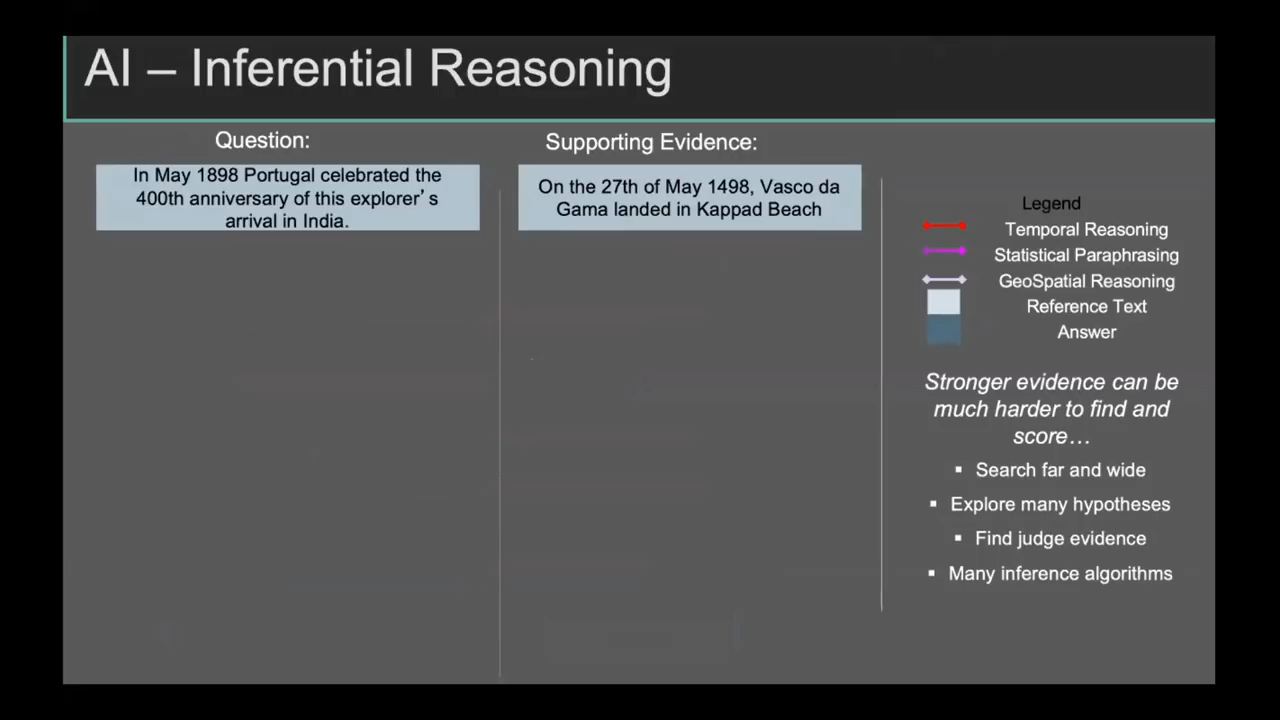 AI – Inferential Reasoning
Question:
In May 1898 Portugal celebrated the
400th anniversary of this explorer’s
arrival in India.
Supporting Evidence:
On the 27th of May 1498, Vasco da
Gama landed in Kappad Beach
Legend
Temporal Reasoning
Statistical Paraphrasing
GeoSpatial Reasoning
Reference Text
Answer
Stronger evidence can be
much harder to find and
score…
▪ Search far and wide
▪ Explore many hypotheses
▪ Find judge evidence
▪ Many inference algorithms